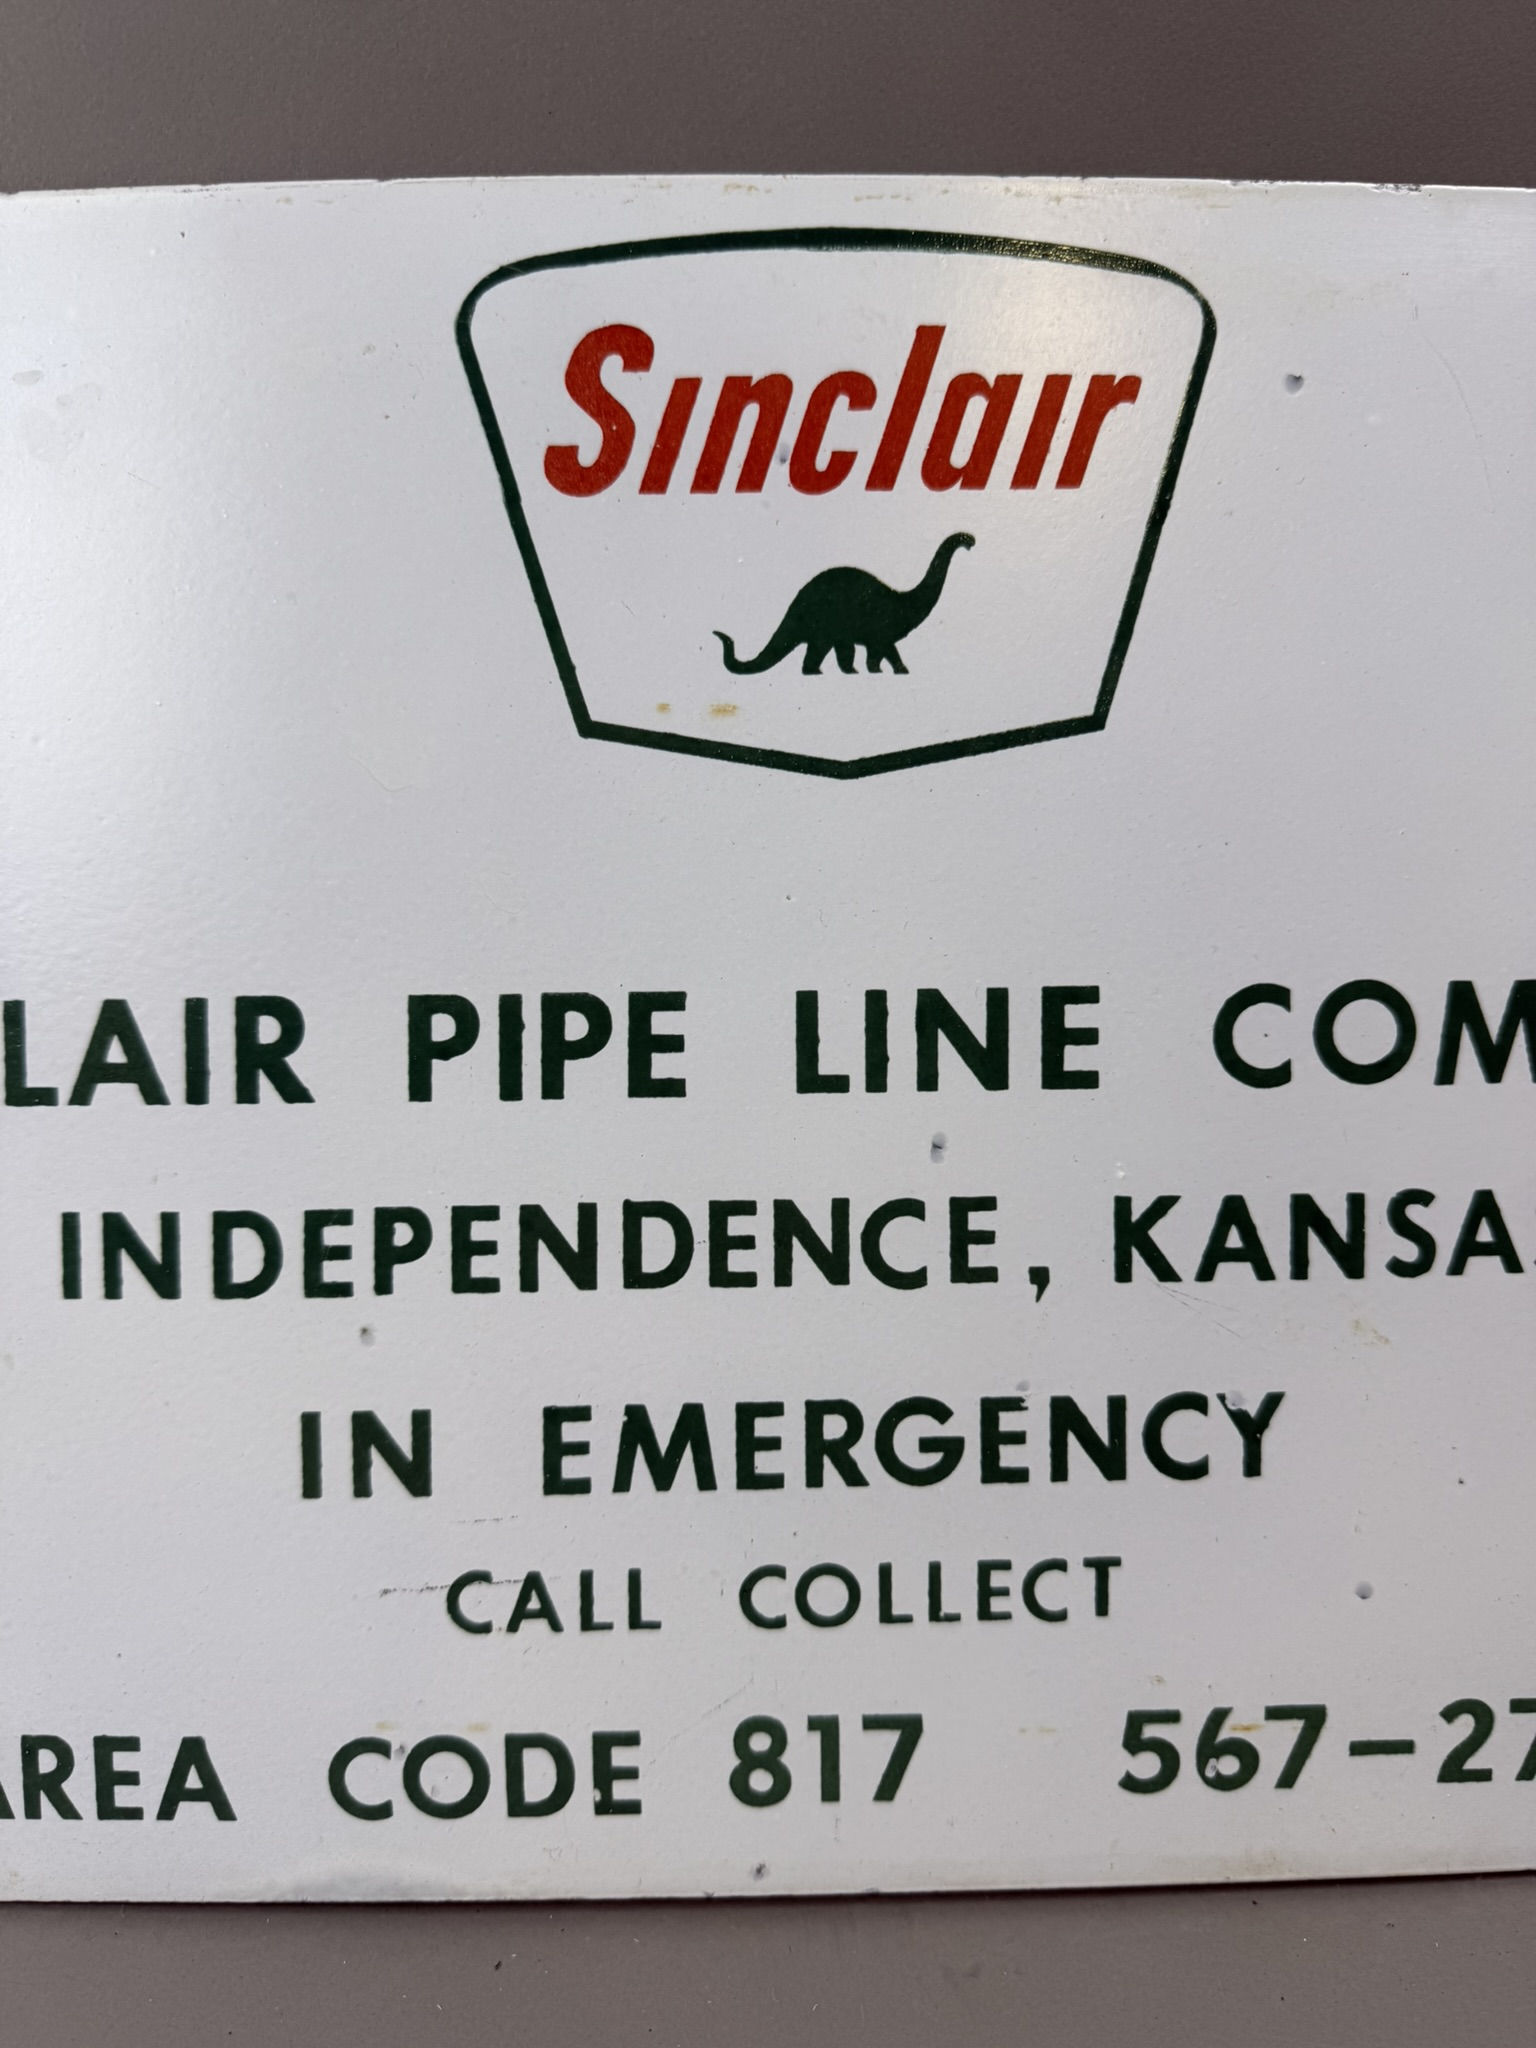 Sinclair
LAIR PIPE LINE COM
INDEPENDENCE, KANSA
IN EMERGENCY
CALL COLLECT
AREA CODE 817 567-27